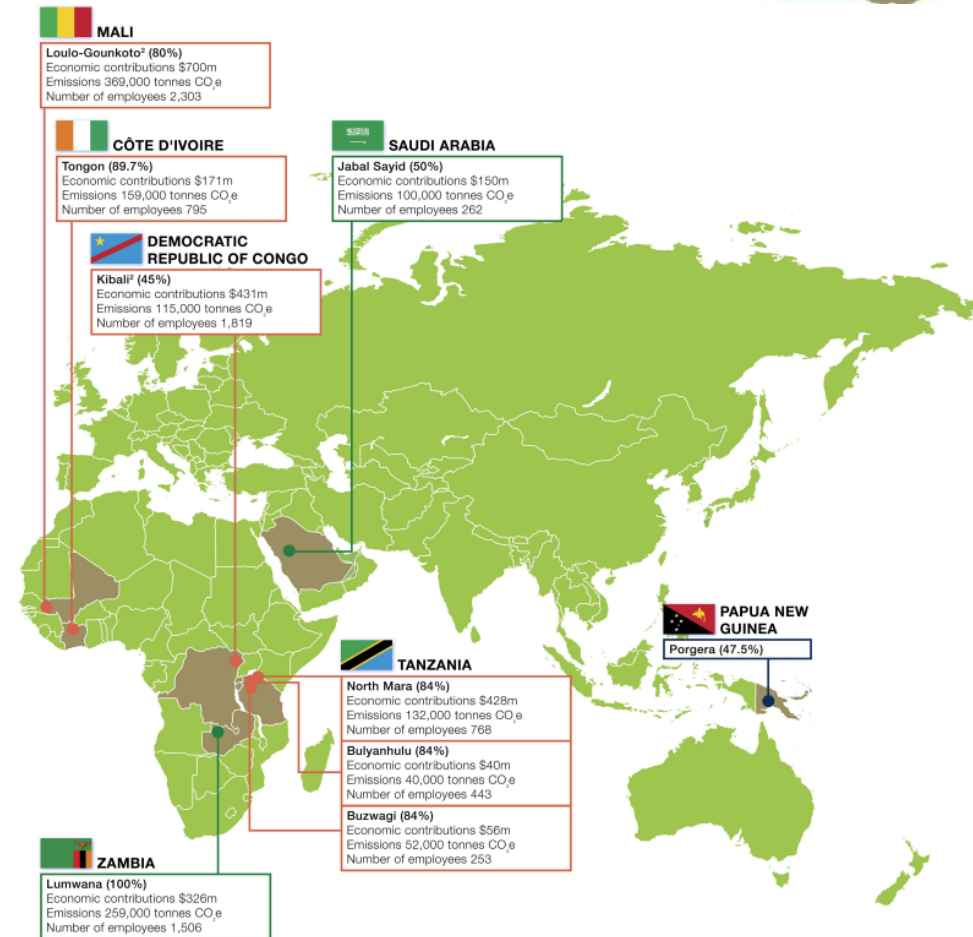 MALI
Loulo-Gounkoto² (80%)
Economic contributions $700m
Emissions 369,000 tonnes CO₂e
Number of employees 2,303
CÔTE D'IVOIRE
Tongon (89.7%)
Economic contributions $171m
Emissions 159,000 tonnes CO₂e
Number of employees 795
SAUDI ARABIA
Jabal Sayid (50%)
Economic contributions $150m
Emissions 100,000 tonnes CO₂e
Number of employees 262
DEMOCRATIC
REPUBLIC OF CONGO
Kibali² (45%)
Economic contributions $431m
Emissions 115,000 tonnes CO₂e
Number of employees 1,819
PAPUA NEW
GUINEA
Porgera (47.5%)
TANZANIA
North Mara (84%)
Economic contributions $428m
Emissions 132,000 tonnes CO₂e
Number of employees 768
Bulyanhulu (84%)
Economic contributions $40m
Emissions 40,000 tonnes CO₂e
Number of employees 443
Buzwagi (84%)
Economic contributions $56m
Emissions 52,000 tonnes CO₂e
Number of employees 253
ZAMBIA
Lumwana (100%)
Economic contributions $326m
Emissions 259,000 tonnes CO₂e
Number of employees 1,506